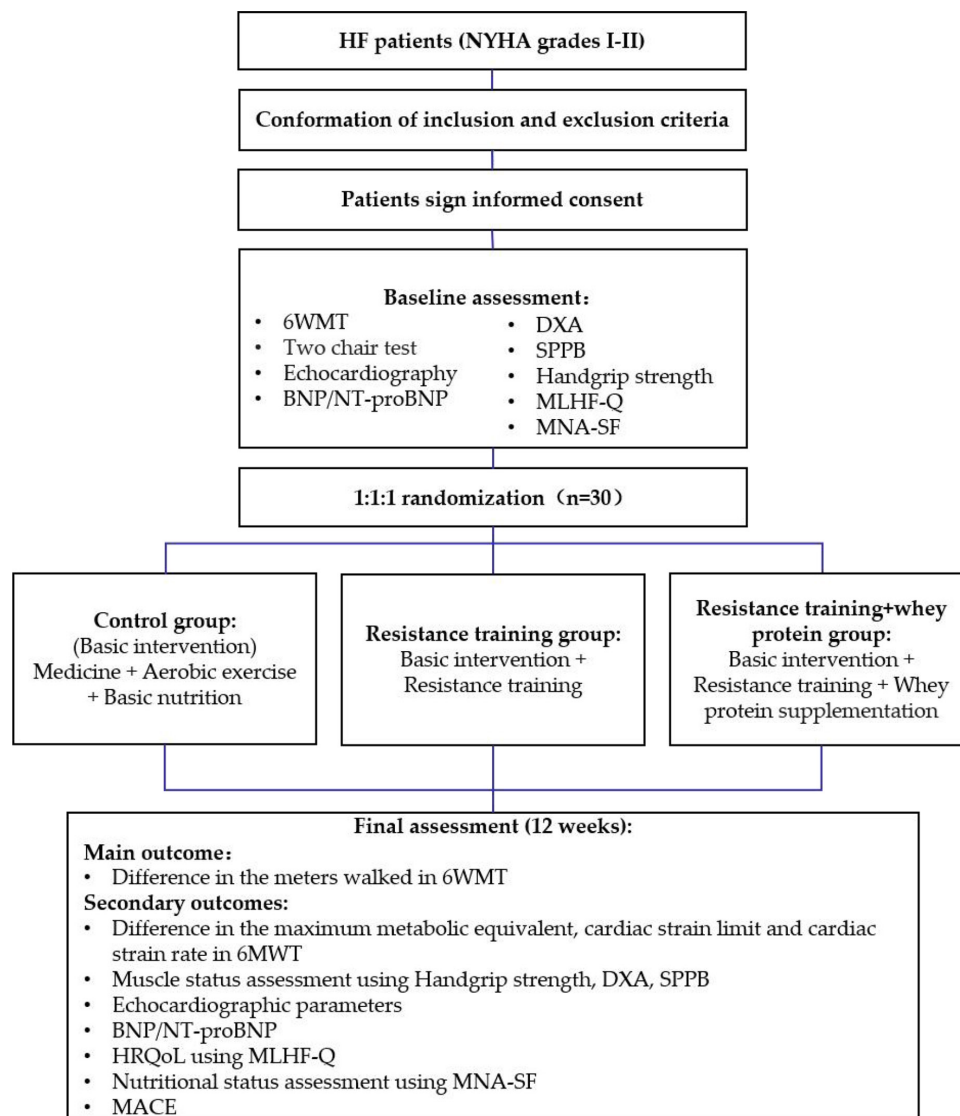 HF patients (NYHA grades I-II)
Conformation of inclusion and exclusion criteria
Patients sign informed consent
Baseline assessment：
• 6WMT
• Two chair test
• Echocardiography
• BNP/NT-proBNP
• DXA
• SPPB
• Handgrip strength
• MLHF-Q
• MNA-SF
1:1:1 randomization（n=30）
Control group:
(Basic intervention)
Medicine + Aerobic exercise
+ Basic nutrition
Resistance training group:
Basic intervention +
Resistance training
Resistance training+whey
protein group:
Basic intervention +
Resistance training + Whey
protein supplementation
Final assessment (12 weeks):
Main outcome：
• Difference in the meters walked in 6WMT
Secondary outcomes:
• Difference in the maximum metabolic equivalent, cardiac strain limit and cardiac
strain rate in 6MWT
• Muscle status assessment using Handgrip strength, DXA, SPPB
• Echocardiographic parameters
• BNP/NT-proBNP
• HRQoL using MLHF-Q
• Nutritional status assessment using MNA-SF
• MACE